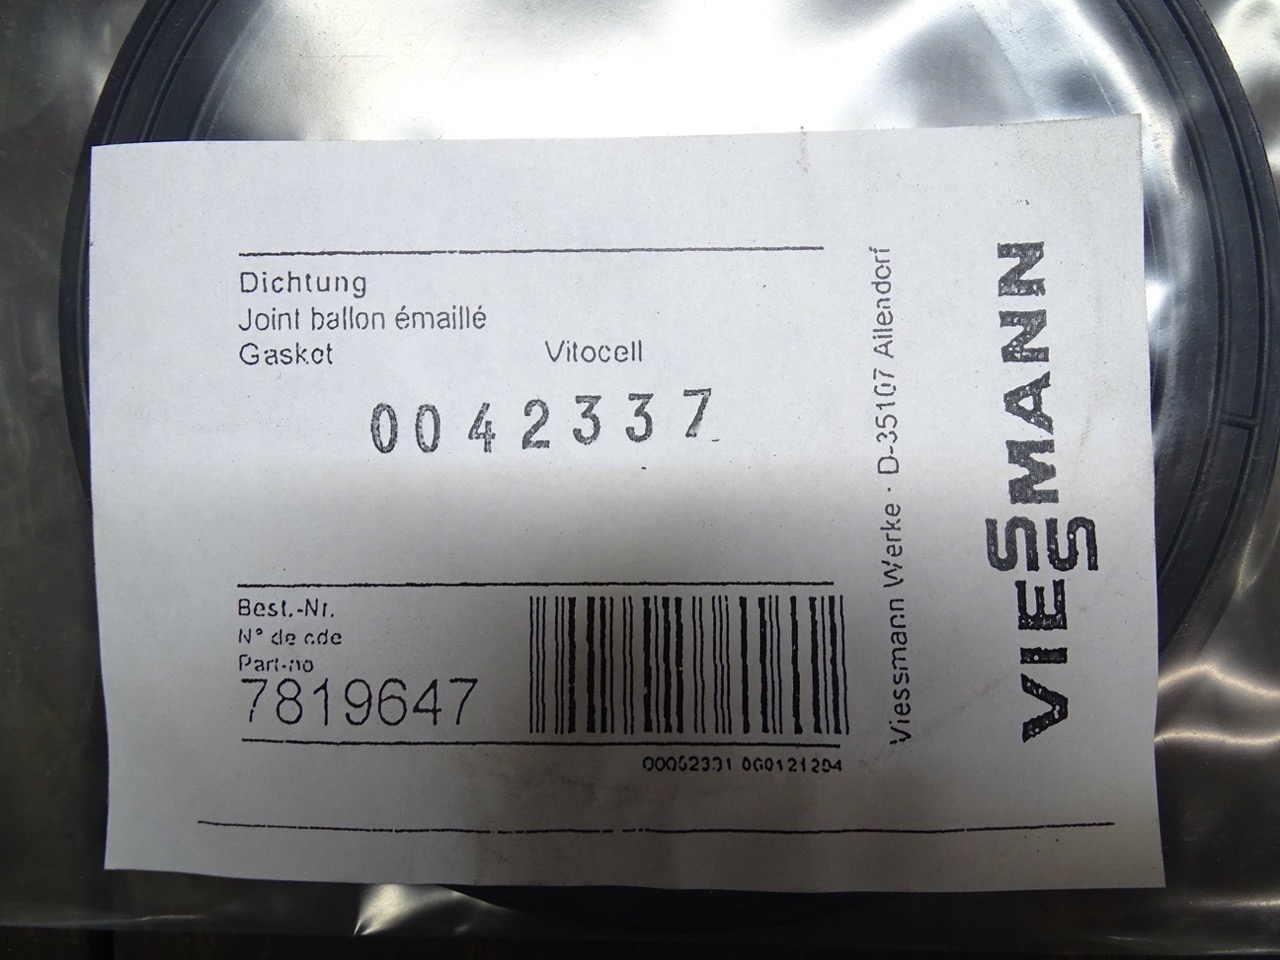 Dichtung
Joint ballon émaillé
Gasket Vitocell
0042337
Best.-Nr.
N° de cde
Part-no
7819647
Viessmann Werke · D-35107 Allendorf
VIESSMANN